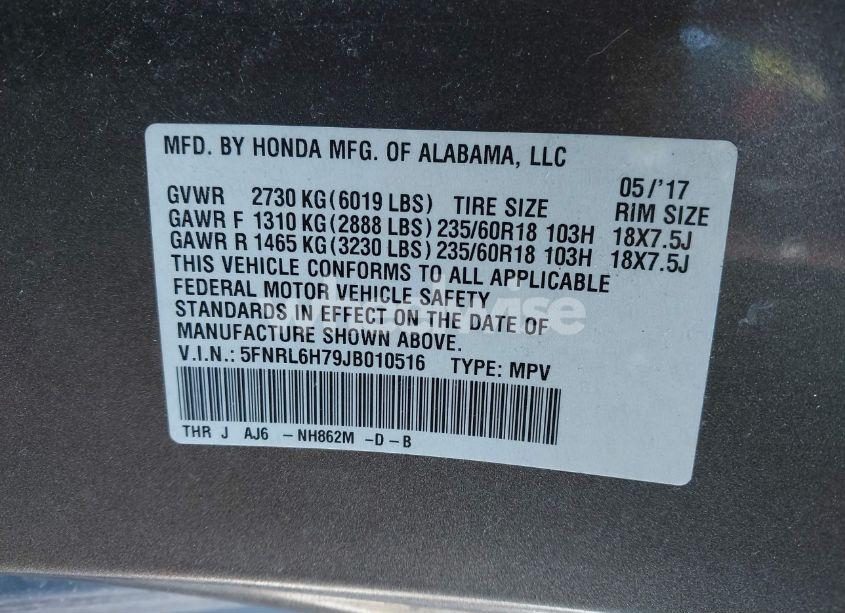 MFD. BY HONDA MFG. OF ALABAMA, LLC
05/'17
GVWR 2730 KG(6019 LBS) TIRE SIZE RIM SIZE
GAWR F 1310 KG(2888 LBS) 235/60R18 103H 18X7.5J
GAWR R 1465 KG(3230 LBS) 235/60R18 103H 18X7.5J
THIS VEHICLE CONFORMS TO ALL APPLICABLE
FEDERAL MOTOR VEHICLE SAFETY
STANDARDS IN EFFECT ON THE DATE OF
MANUFACTURE SHOWN ABOVE.
V.I.N.: 5FNRL6H79JB010516 TYPE: MPV
THR J AJ6 -NH862M -D-B